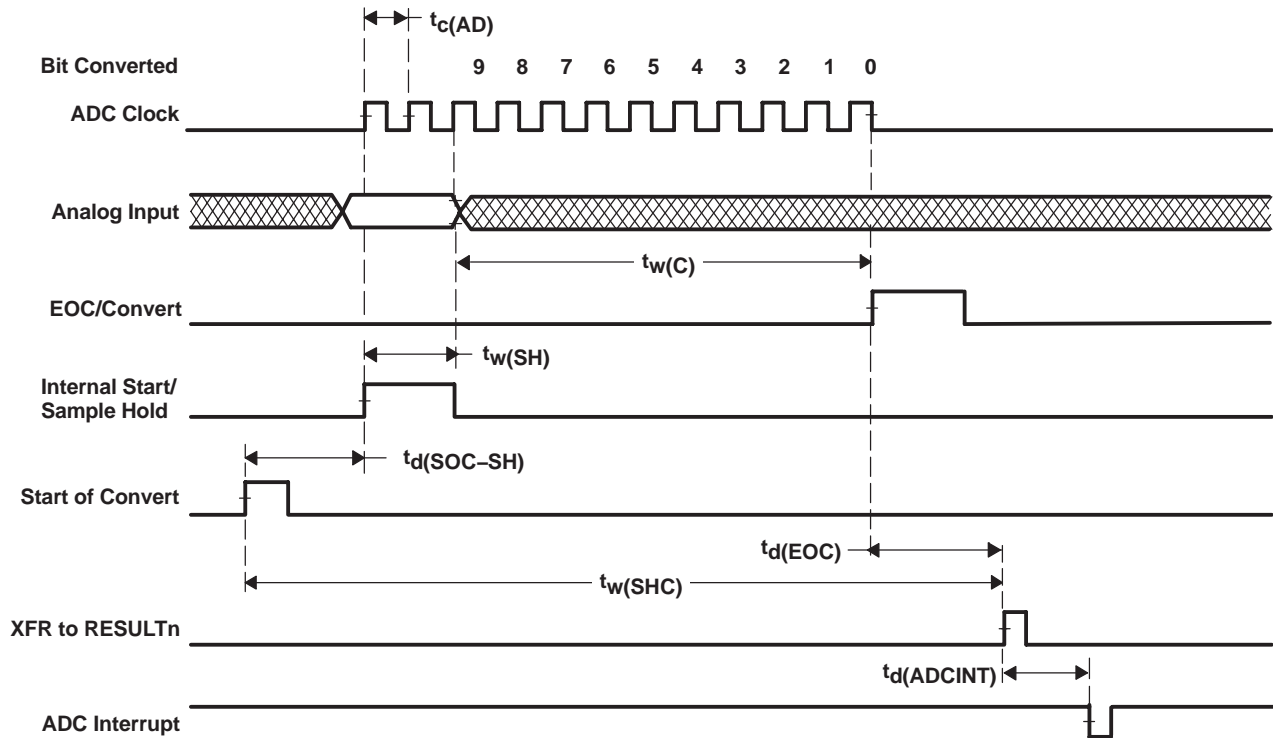 tc(AD)
Bit Converted 9 8 7 6 5 4 3 2 1 0
ADC Clock
Analog Input
tw(C)
EOC/Convert
tw(SH)
Internal Start/
Sample Hold
td(SOC–SH)
Start of Convert
td(EOC)
tw(SHC)
XFR to RESULTn
td(ADCINT)
ADC Interrupt